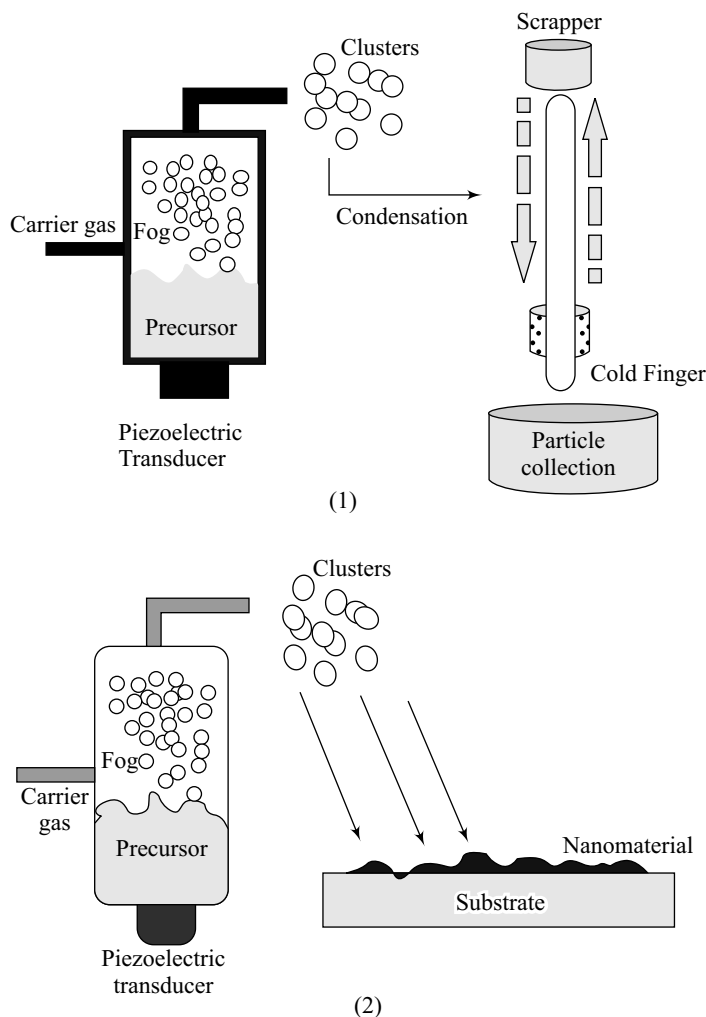 Scrapper
Clusters
Carrier gas
Fog
Condensation
Precursor
Cold Finger
Piezoelectric
Transducer
Particle
collection
(1)
Clusters
Fog
Carrier
gas
Precursor
Nanomaterial
Substrate
Piezoelectric
transducer
(2)